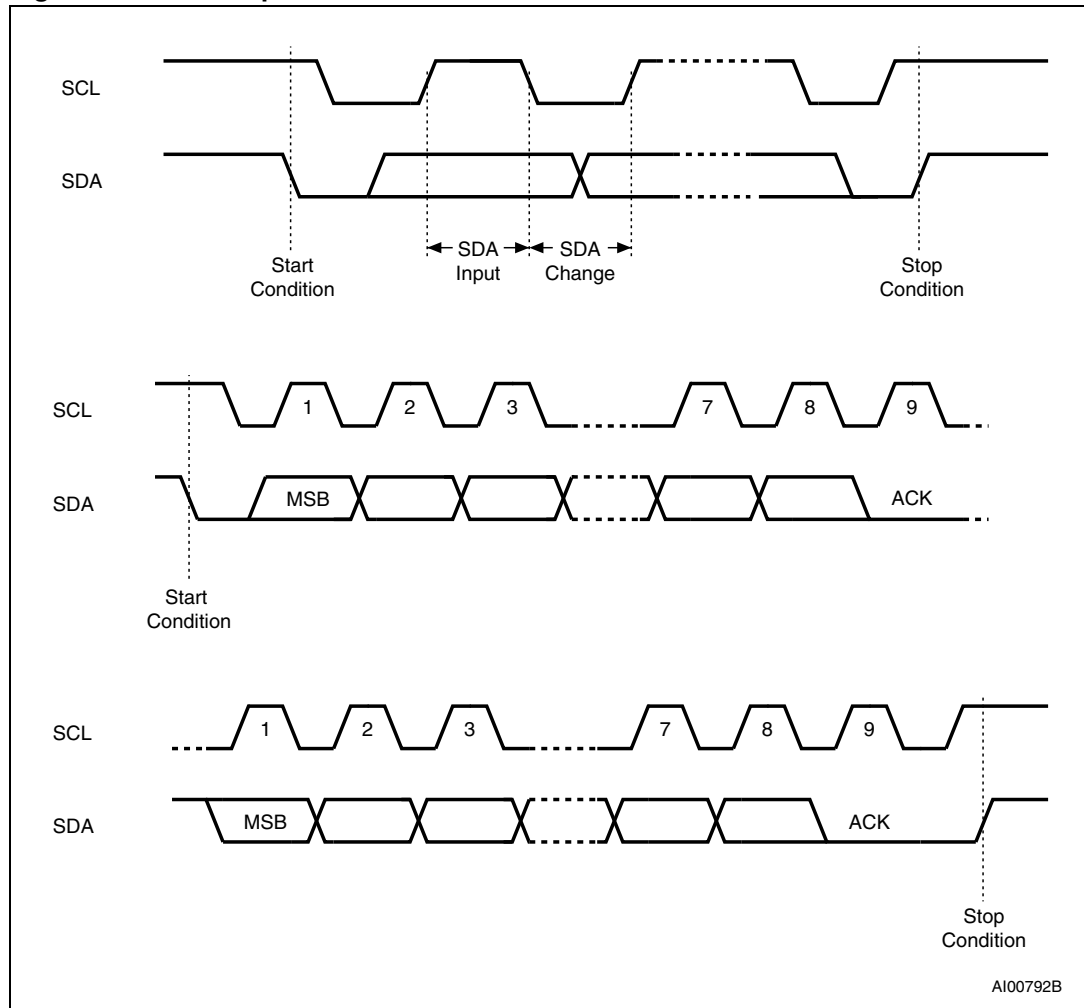 SCL
SDA
SDA
Input
SDA
Change
Start
Condition
Stop
Condition
SCL
1 2 3 7 8 9
SDA
MSB ACK
Start
Condition
SCL
1 2 3 7 8 9
SDA
MSB ACK
Stop
Condition
AI00792B